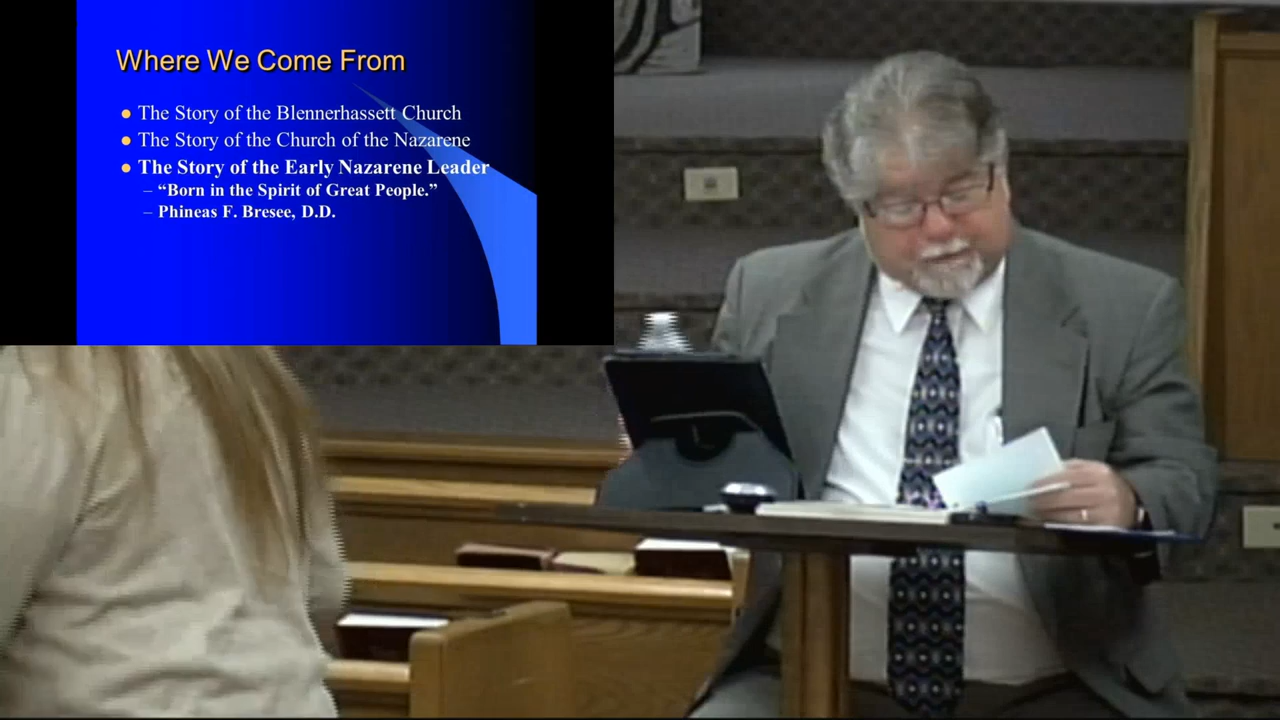 Where We Come From
● The Story of the Blennerhassett Church
● The Story of the Church of the Nazarene
● The Story of the Early Nazarene Leader
– “Born in the Spirit of Great People.”
– Phineas F. Bresee, D.D.